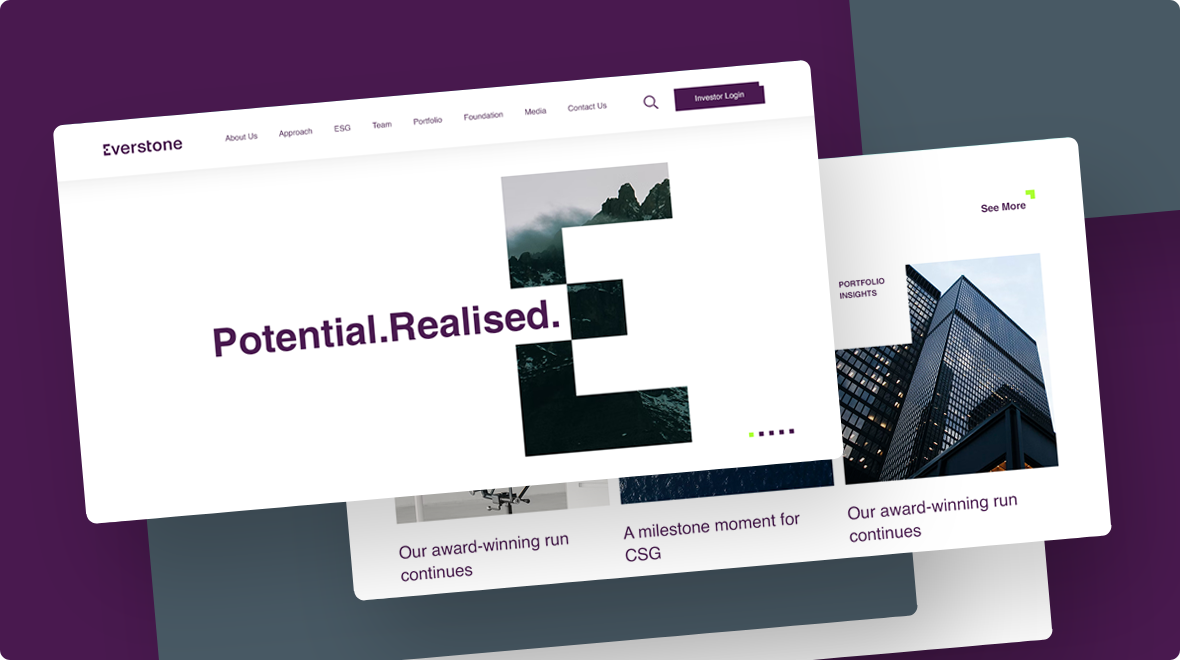 Everstone
About Us
Approach
ESG
Team
Portfolio
Foundation
Media
Contact Us
Investor Login
Potential.Realised.
See More
PORTFOLIO
INSIGHTS
Our award-winning run
continues
A milestone moment for
CSG
Our award-winning run
continues